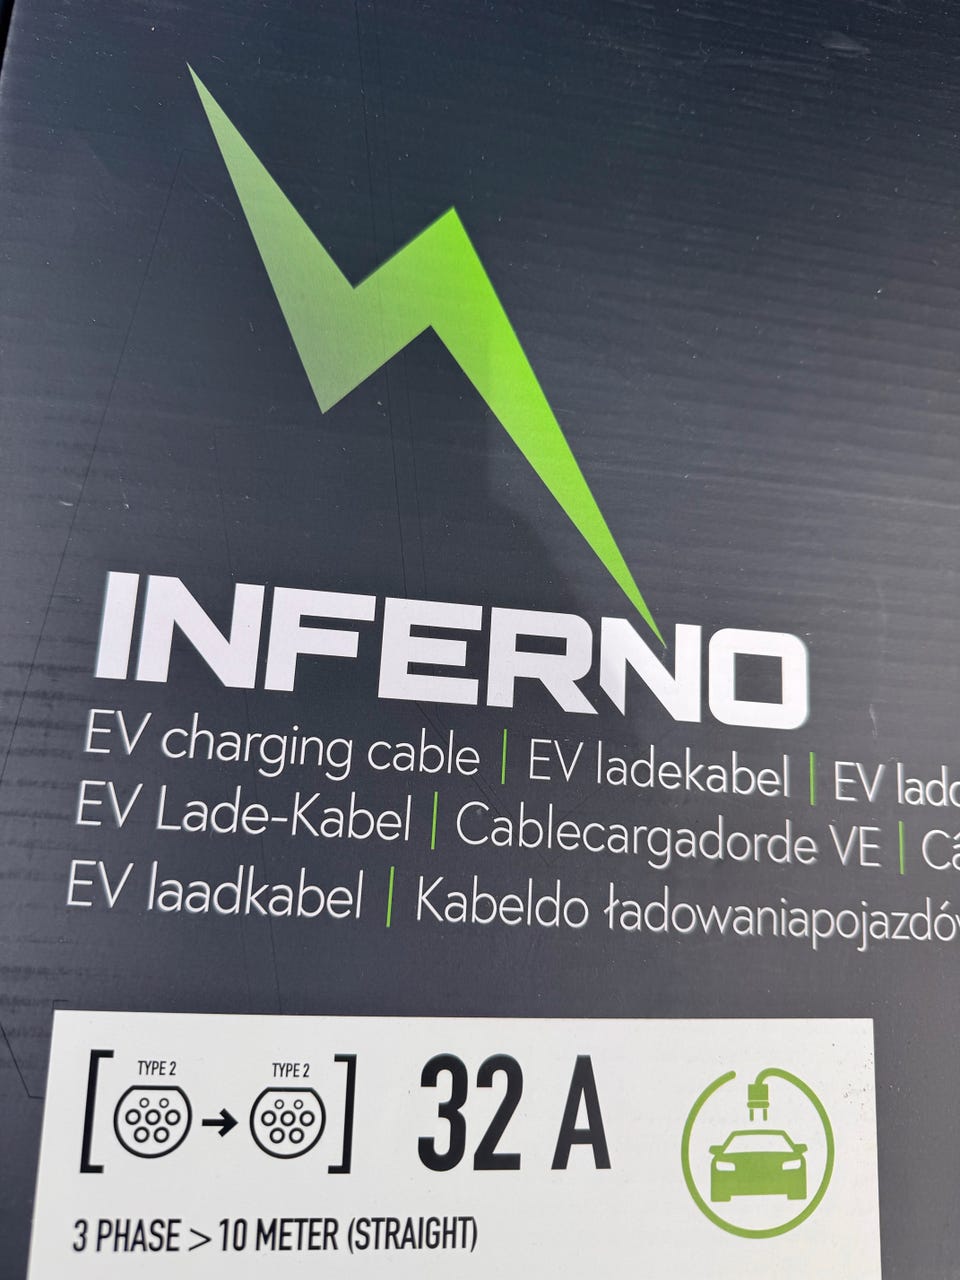 INFERNO
EV charging cable | EV ladekabel | EV
EV Lade-Kabel | Cablecargadorde VE |
EV laadkabel | Kabeldo
TYPE 2 TYPE 2
32 A
3 PHASE > 10 METER (STRAIGHT)